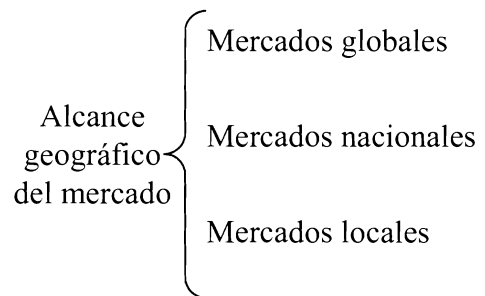 Alcance
geográfico
del mercado
Mercados globales
Mercados nacionales
Mercados locales